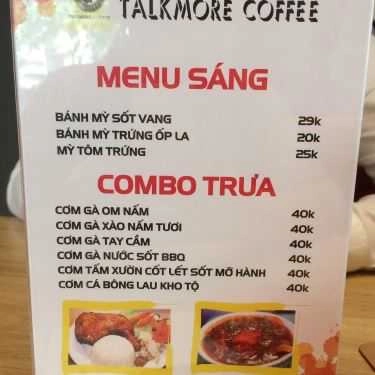 TALKMORE COFFEE
MENU SÁNG
BÁNH MỲ SỐT VANG 29k
BÁNH MỲ TRỨNG ỐP LA 20k
MỲ TÔM TRỨNG 25k
COMBO TRƯA
CƠM GÀ OM NẤM 40k
CƠM GÀ XÀO NẤM TƯƠI 40k
CƠM GÀ TAY CẦM 40k
CƠM GÀ NƯỚC SỐT BBQ 40k
CƠM TẤM XƯỜN CỐT LẾT SỐT MỠ HÀNH 40k
CƠM CÁ BÔNG LAU KHO TỘ 40k